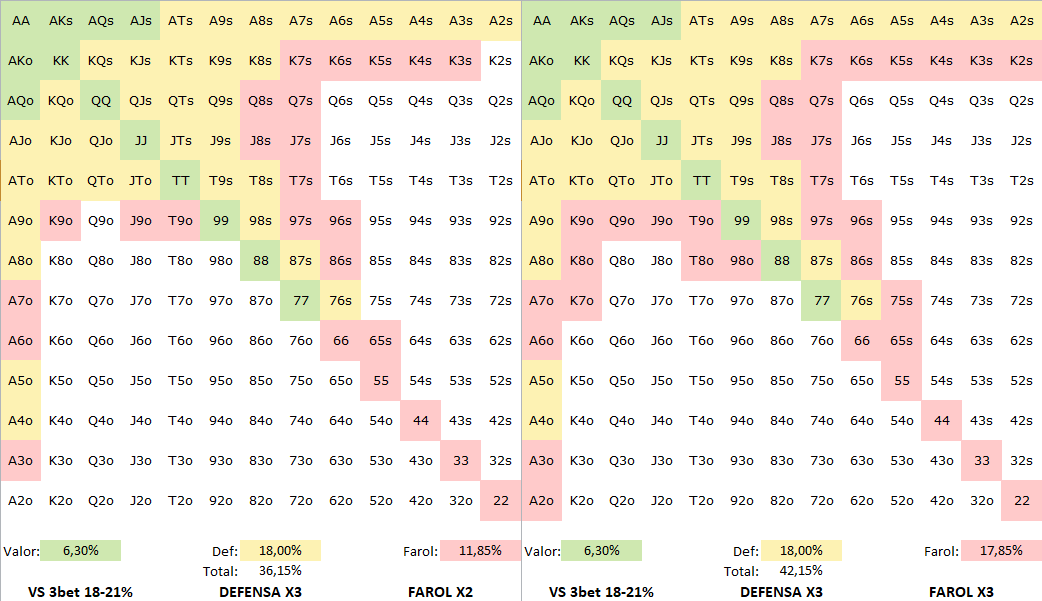 AA AKs AQs AJs ATs A9s A8s A7s A6s A5s A4s A3s A2s AA AKs AQs AJs ATs A9s A8s A7s A6s A5s A4s A3s A2s
AKo KK KQs KJs KTs K9s K8s K7s K6s K5s K4s K3s K2s AKo KK KQs KJs KTs K9s K8s K7s K6s K5s K4s K3s K2s
AQo KQo QQ QJs QTs Q9s Q8s Q7s Q6s Q5s Q4s Q3s Q2s AQo KQo QQ QJs QTs Q9s Q8s Q7s Q6s Q5s Q4s Q3s Q2s
AJo KJo QJo JJ JTs J9s J8s J7s J6s J5s J4s J3s J2s AJo KJo QJo JJ JTs J9s J8s J7s J6s J5s J4s J3s J2s
ATo KTo QTo JTo TT T9s T8s T7s T6s T5s T4s T3s T2s ATo KTo QTo JTo TT T9s T8s T7s T6s T5s T4s T3s T2s
A9o K9o Q9o J9o T9o 99 98s 97s 96s 95s 94s 93s 92s A9o K9o Q9o J9o T9o 99 98s 97s 96s 95s 94s 93s 92s
A8o K8o Q8o J8o T8o 98o 88 87s 86s 85s 84s 83s 82s A8o K8o Q8o J8o T8o 98o 88 87s 86s 85s 84s 83s 82s
A7o K7o Q7o J7o T7o 97o 87o 77 76s 75s 74s 73s 72s A7o K7o Q7o J7o T7o 97o 87o 77 76s 75s 74s 73s 72s
A6o K6o Q6o J6o T6o 96o 86o 76o 66 65s 64s 63s 62s A6o K6o Q6o J6o T6o 96o 86o 76o 66 65s 64s 63s 62s
A5o K5o Q5o J5o T5o 95o 85o 75o 65o 55 54s 53s 52s A5o K5o Q5o J5o T5o 95o 85o 75o 65o 55 54s 53s 52s
A4o K4o Q4o J4o T4o 94o 84o 74o 64o 54o 44 43s 42s A4o K4o Q4o J4o T4o 94o 84o 74o 64o 54o 44 43s 42s
A3o K3o Q3o J3o T3o 93o 83o 73o 63o 53o 43o 33 32s A3o K3o Q3o J3o T3o 93o 83o 73o 63o 53o 43o 33 32s
A2o K2o Q2o J2o T2o 92o 82o 72o 62o 52o 42o 32o 22 A2o K2o Q2o J2o T2o 92o 82o 72o 62o 52o 42o 32o 22
Valor: 6,30% Def: 18,00% Farol: 11,85% Valor: 6,30% Def: 18,00% Farol: 17,85%
Total: 36,15% Total: 42,15%
VS 3bet 18-21% DEFENSA X3 FAROL X2 VS 3bet 18-21% DEFENSA X3 FAROL X3